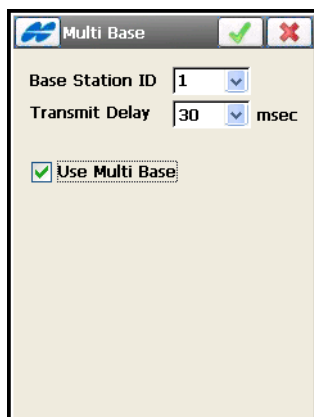 Multi Base
Base Station ID 1
Transmit Delay 30 msec
Use Multi Base